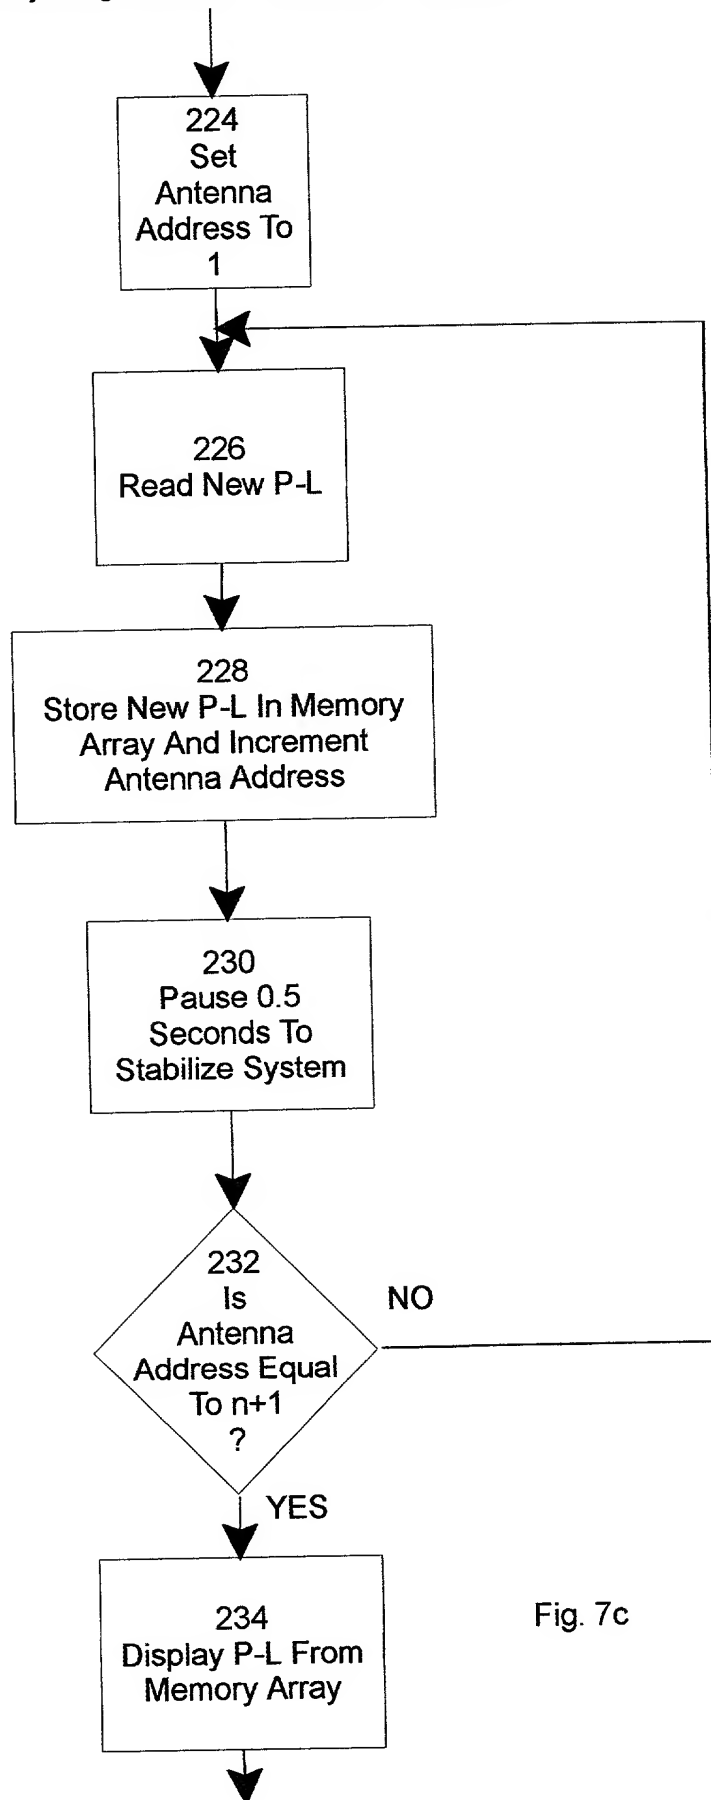 224
Set
Antenna
Address To
1
226
Read New P-L
228
Store New P-L In Memory
Array And Increment
Antenna Address
230
Pause 0.5
Seconds To
Stabilize System
232
Is
Antenna
Address Equal
To n+1
?
NO
YES
234
Display P-L From
Memory Array
Fig. 7c